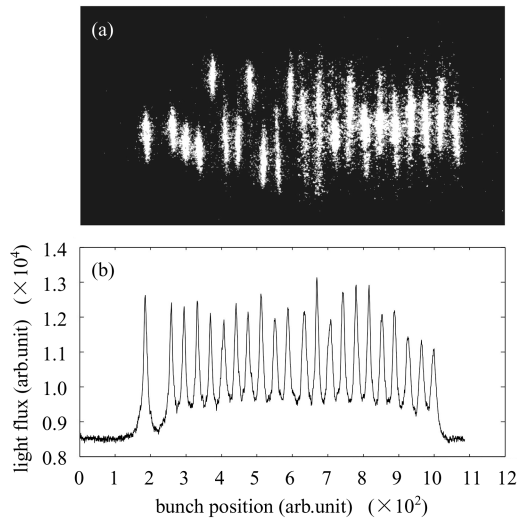 (a)
(b)
1.4
1.3
1.2
1.1
1.0
0.9
0.8
light flux (arb.unit) (×10⁴)
0 1 2 3 4 5 6 7 8 9 10 11 12
bunch position (arb.unit) (×10²)